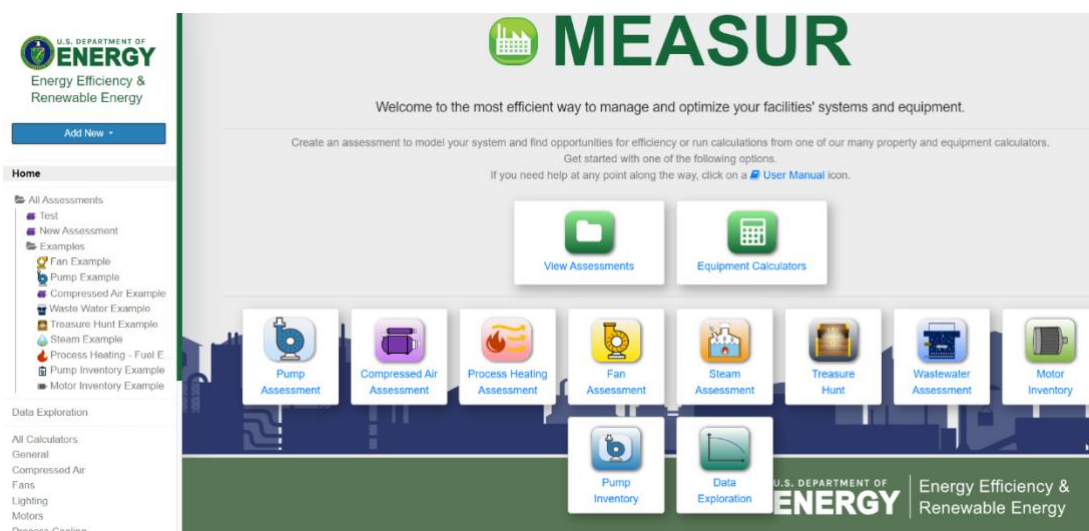 U.S. DEPARTMENT OF
ENERGY
Energy Efficiency &
Renewable Energy
Add New
Home
All Assessments
Test
New Assessment
Examples
Fan Example
Pump Example
Compressed Air Example
Waste Water Example
Treasure Hunt Example
Steam Example
Process Heating - Fuel E...
Pump Inventory Example
Motor Inventory Example
Data Exploration
All Calculators
General
Compressed Air
Fans
Lighting
Motors
Process Cooling
MEASUR
Welcome to the most efficient way to manage and optimize your facilities' systems and equipment.
Create an assessment to model your system and find opportunities for efficiency or run calculations from one of our many property and equipment calculators.
Get started with one of the following options.
If you need help at any point along the way, click on a User Manual icon.
View Assessments
Equipment Calculators
Pump
Assessment
Compressed Air
Assessment
Process Heating
Assessment
Fan
Assessment
Steam
Assessment
Treasure
Hunt
Wastewater
Assessment
Motor
Inventory
Pump
Inventory
Data
Exploration
U.S. DEPARTMENT OF
ENERGY
Energy Efficiency &
Renewable Energy